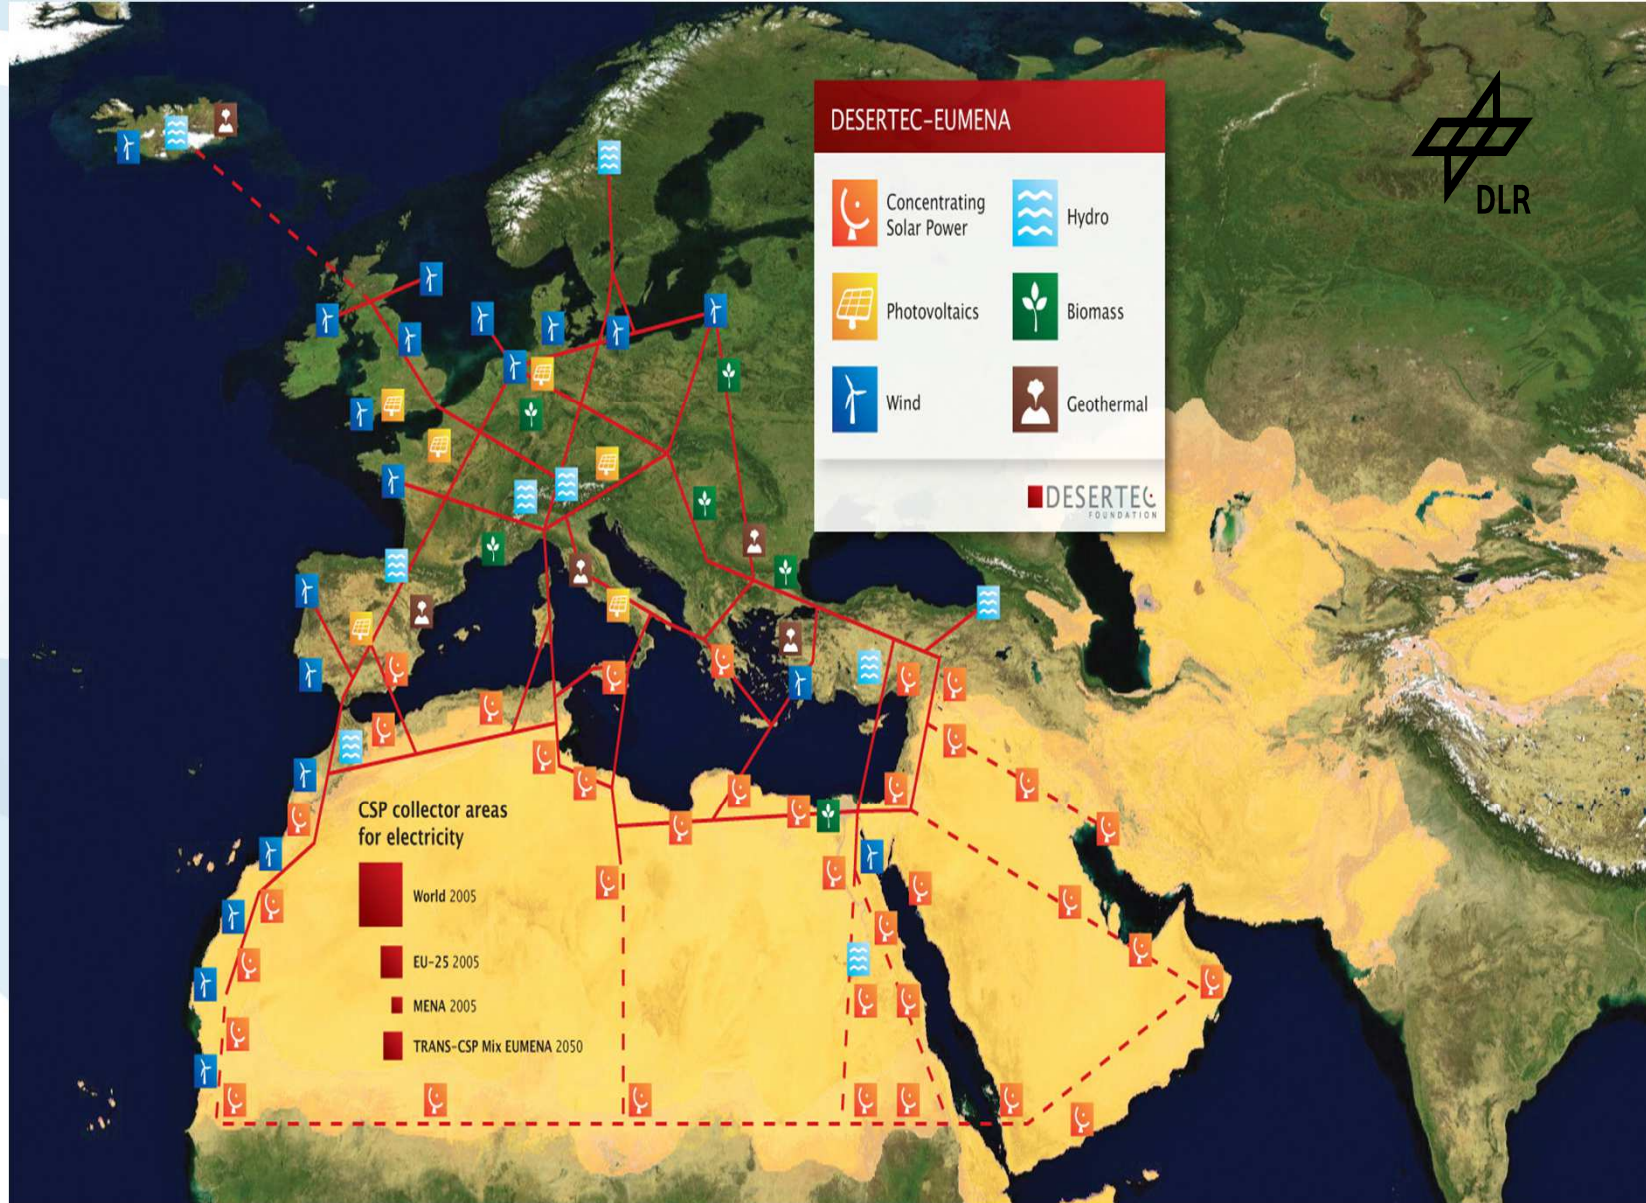 DESERTEC-EUMENA
Concentrating
Solar Power
Hydro
Photovoltaics
Biomass
Wind
Geothermal
DESERTEC
FOUNDATION
DLR
CSP collector areas
for electricity
World 2005
EU-25 2005
MENA 2005
TRANS-CSP Mix EUMENA 2050